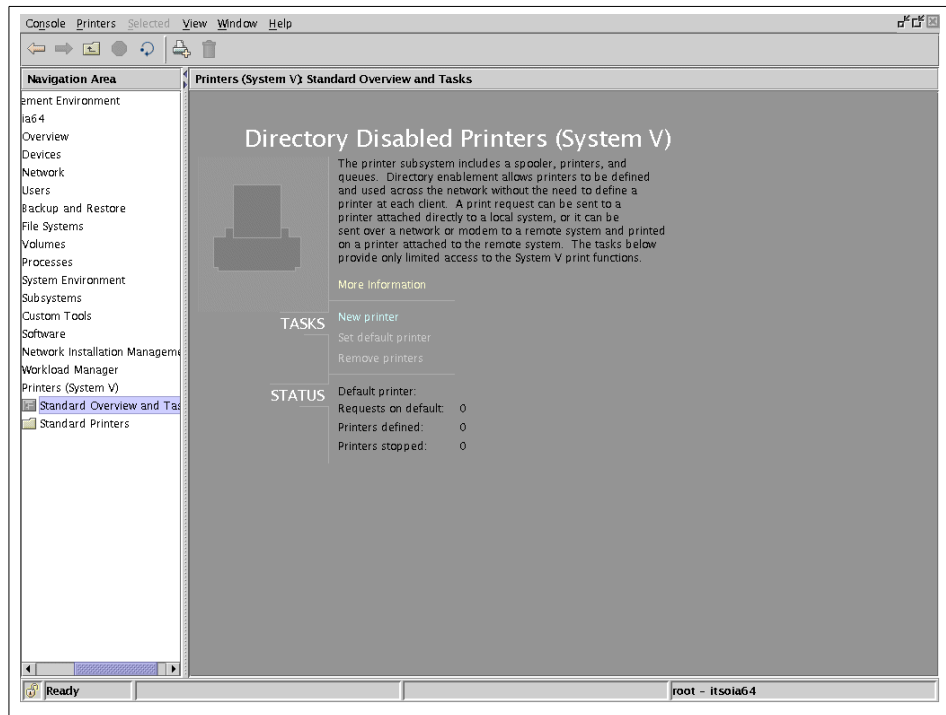 Console Printers Selected View Window Help
Navigation Area
Printers (System V): Standard Overview and Tasks
ement Environment
ia64
Overview
Devices
Network
Users
Backup and Restore
File Systems
Volumes
Processes
System Environment
Subsystems
Custom Tools
Software
Network Installation Manageme
Workload Manager
Printers (System V)
Standard Overview and Tas
Standard Printers
Directory Disabled Printers (System V)
The printer subsystem includes a spooler, printers, and
queues. Directory enablement allows printers to be defined
and used across the network without the need to define a
printer at each client. A print request can be sent to a
printer attached directly to a local system, or it can be
sent over a network or modem to a remote system and printed
on a printer attached to the remote system. The tasks below
provide only limited access to the System V print functions.
More Information
TASKS
New printer
Set default printer
Remove printers
STATUS
Default printer:
Requests on default: 0
Printers defined: 0
Printers stopped: 0
Ready
root - itsoia64